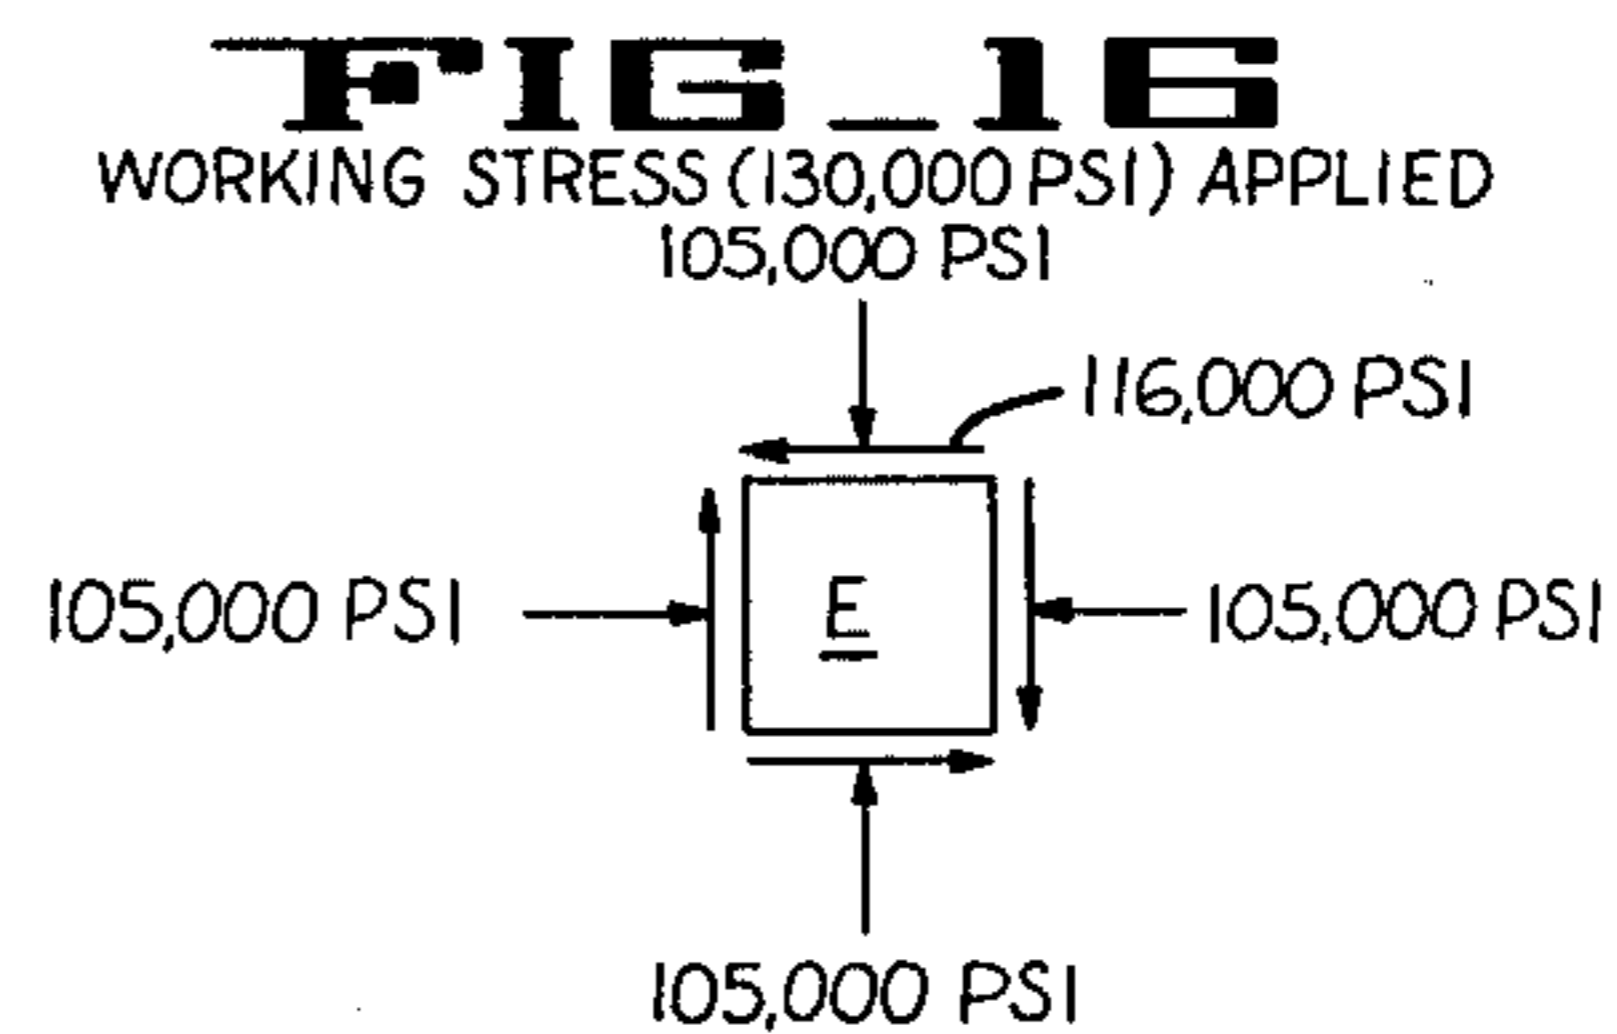 FIG_16
WORKING STRESS (130,000 PSI) APPLIED
105,000 PSI
116,000 PSI
105,000 PSI
E
105,000 PSI
105,000 PSI